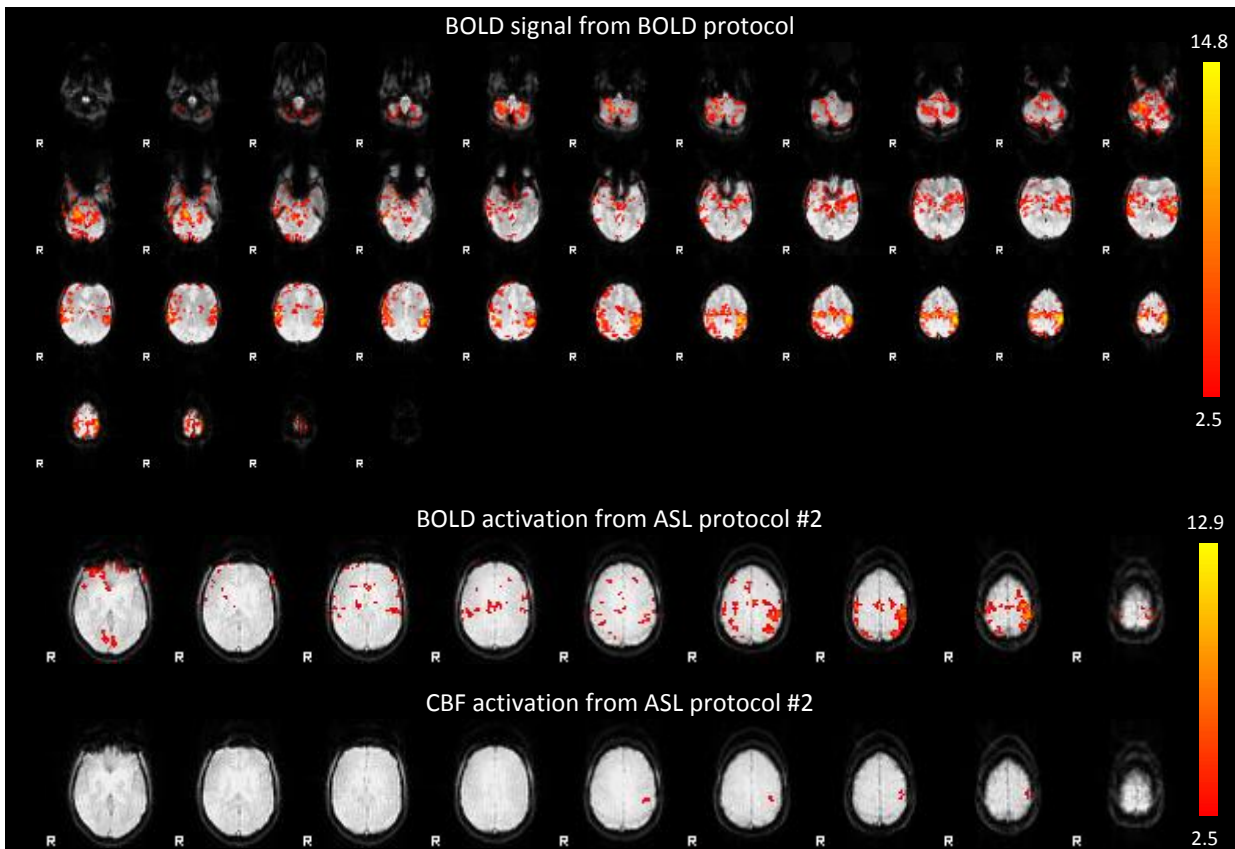 BOLD signal from BOLD protocol
14.8
R R R R R R R R R R R
R R R R R R R R R R R
R R R R R R R R R R R
2.5
R R R R
BOLD activation from ASL protocol #2
12.9
R R R R R R R R R
CBF activation from ASL protocol #2
R R R R R R R R R
2.5